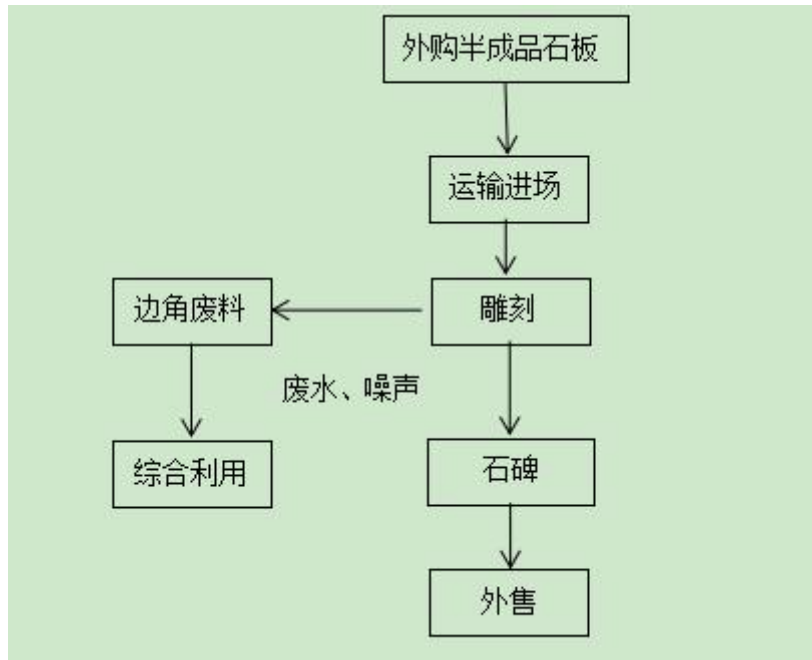 外购半成品石板
运输进场
边角废料
雕刻
废水、噪声
综合利用
石碑
外售